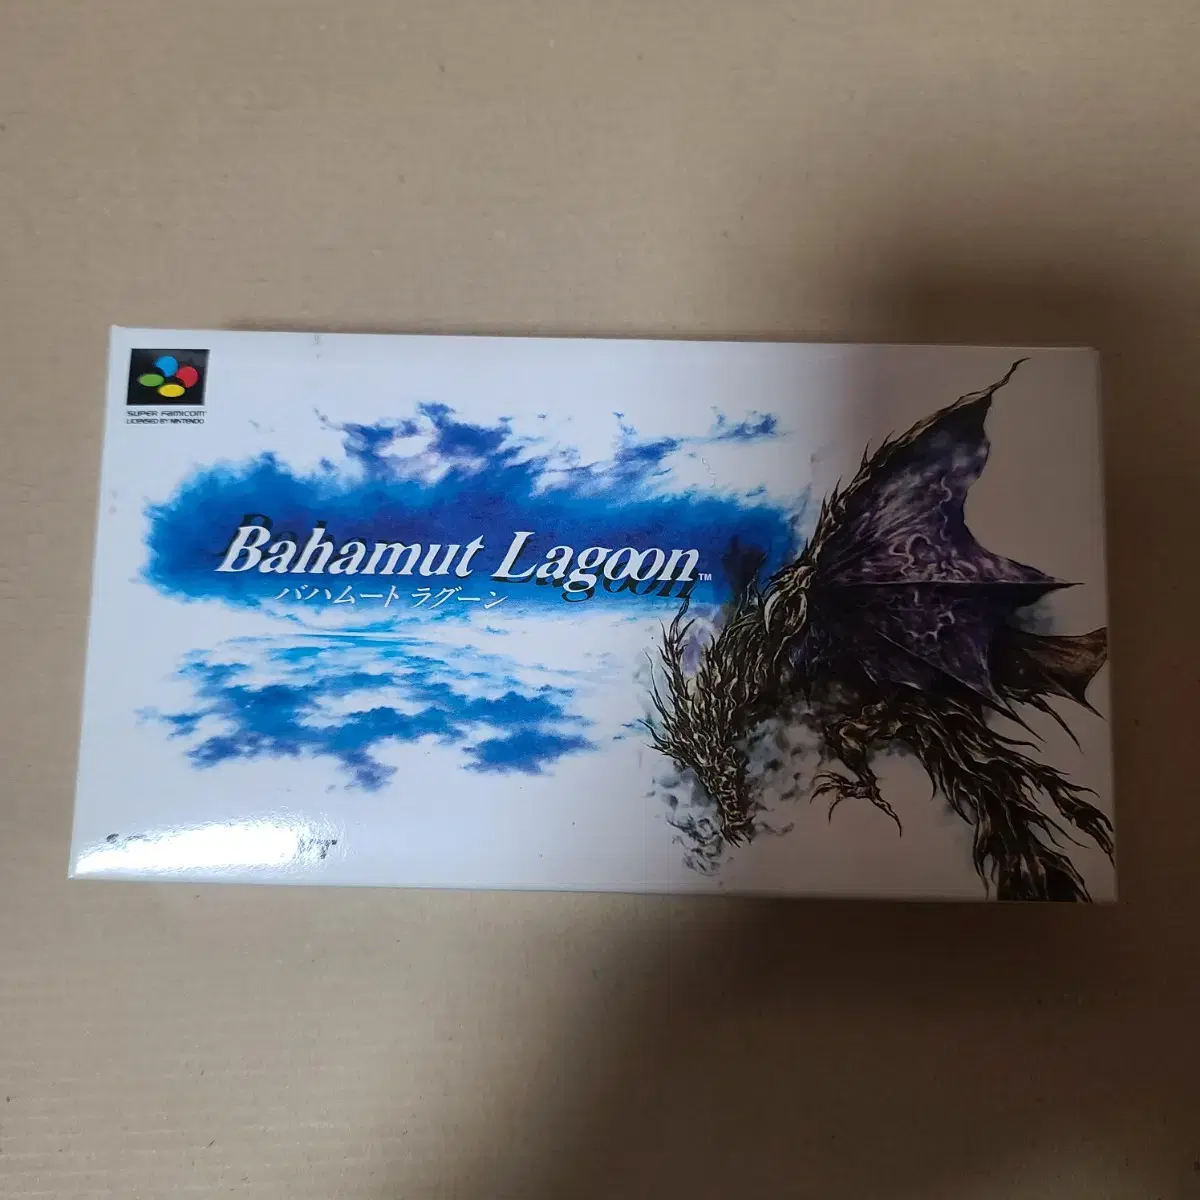 SUPER FAMICOM
LICENSED BY NINTENDO
Bahamut Lagoon™
バハムート ラグーン